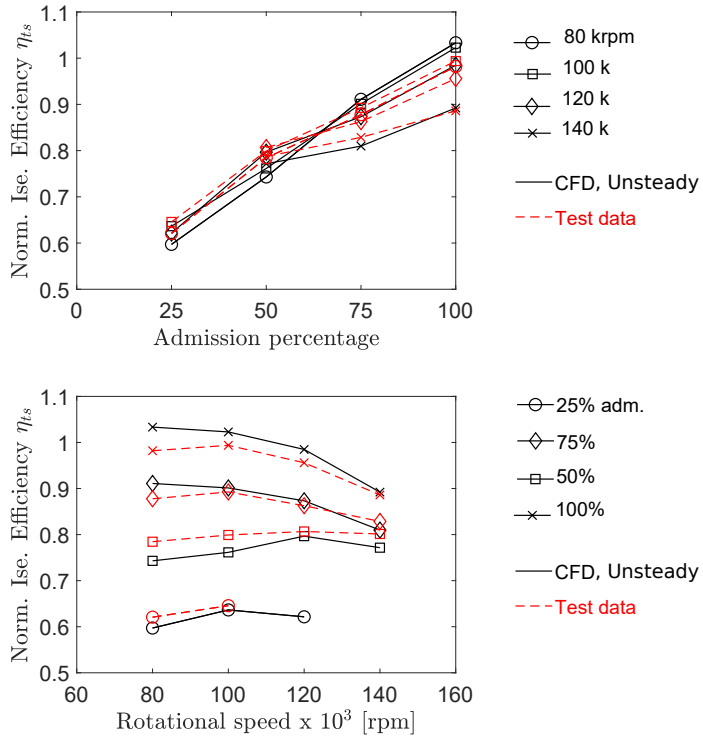 Norm. Ise. Efficiency ηts
1.1
1
0.9
0.8
0.7
0.6
0.5
0
25
50
75
100
Admission percentage
80 krpm
100 k
120 k
140 k
CFD, Unsteady
Test data
Norm. Ise. Efficiency ηts
1.1
1
0.9
0.8
0.7
0.6
0.5
60
80
100
120
140
160
Rotational speed x 10³ [rpm]
25% adm.
75%
50%
100%
CFD, Unsteady
Test data